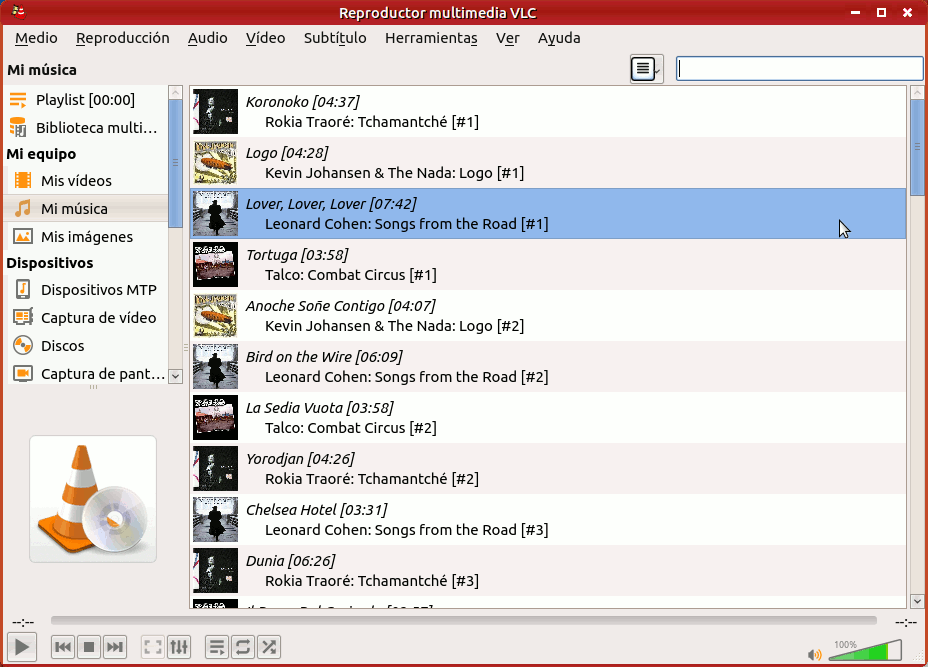 Reproductor multimedia VLC
Medio Reproducción Audio Vídeo Subtítulo Herramientas Ver Ayuda
Mi música
Playlist [00:00]
Biblioteca multi...
Mi equipo
Mis vídeos
Mi música
Mis imágenes
Dispositivos
Dispositivos MTP
Captura de vídeo
Discos
Captura de pant...
Koronoko [04:37]
Rokia Traoré: Tchamantché [#1]
Logo [04:28]
Kevin Johansen & The Nada: Logo [#1]
Lover, Lover, Lover [07:42]
Leonard Cohen: Songs from the Road [#1]
Tortuga [03:58]
Talco: Combat Circus [#1]
Anoche Soñe Contigo [04:07]
Kevin Johansen & The Nada: Logo [#2]
Bird on the Wire [06:09]
Leonard Cohen: Songs from the Road [#2]
La Sedia Vuota [03:58]
Talco: Combat Circus [#2]
Yorodjan [04:26]
Rokia Traoré: Tchamantché [#2]
Chelsea Hotel [03:31]
Leonard Cohen: Songs from the Road [#3]
Dunia [06:26]
Rokia Traoré: Tchamantché [#3]
--:-- --:--
100%